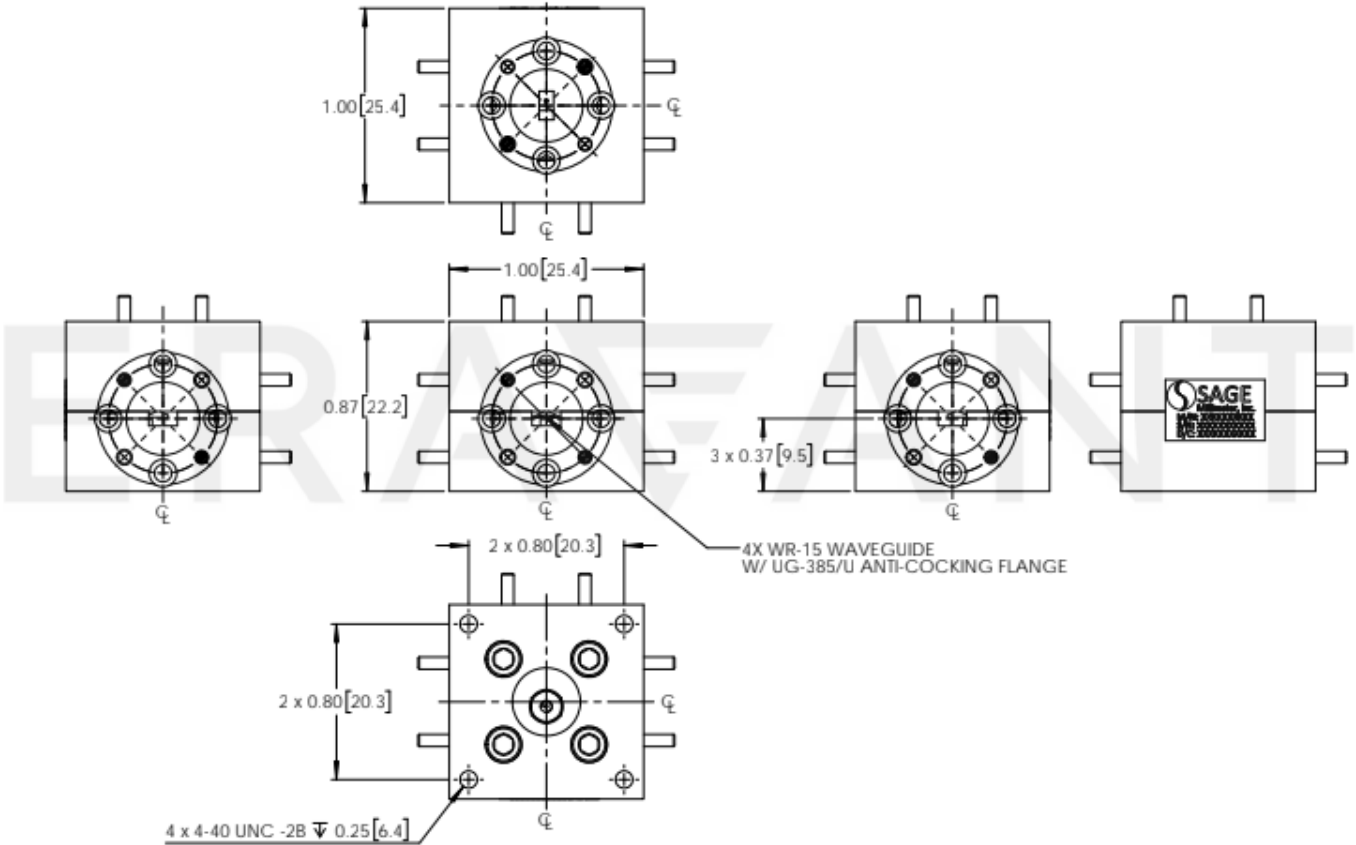 1.00[25.4]
℄
℄
1.00[25.4]
0.87[22.2]
3 x 0.37[9.5]
SAGE
ERAVANT
℄
℄
℄
2 x 0.80[20.3]
4X WR-15 WAVEGUIDE
W/ UG-385/U ANTI-COCKING FLANGE
2 x 0.80[20.3]
℄
℄
4 x 4-40 UNC -2B ↧ 0.25[6.4]